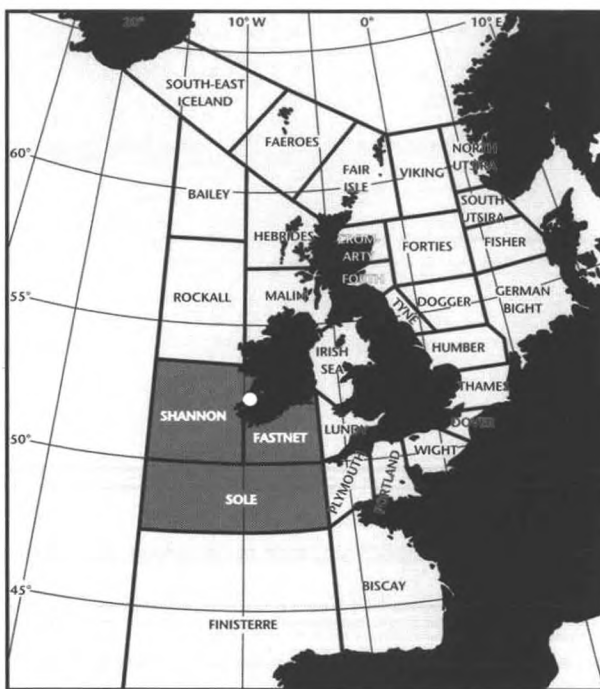 20°
10°W
0°
10°E
SOUTH-EAST
ICELAND
FAEROES
60°
BAILEY
FAIR
ISLE
VIKING
NORTH
UTSIRA
SOUTH
UTSIRA
HEBRIDES
CROM-
ARTY
FORTIES
FISHER
FORTH
55°
ROCKALL
MALIN
TYNE
DOGGER
GERMAN
BIGHT
IRISH
SEA
HUMBER
THAMES
SHANNON
FASTNET
LUNDY
DOVER
50°
WIGHT
PLYMOUTH
PORTLAND
SOLE
45°
BISCAY
FINISTERRE